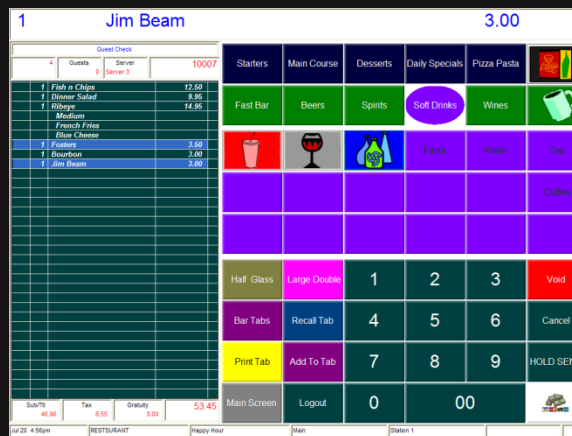 1 Jim Beam 3.00
Guest Check
4 Guests 0 Server Server 3 10007
1 Fish n Chips 12.50
1 Dinner Salad 9.95
1 Ribeye 14.95
Medium
French Fries
Blue Cheese
1 Fosters 3.50
1 Bourbon 3.00
1 Jim Beam 3.00
Sub/Ttl 46.90 Tax 6.55 Gratuity 0.00 53.45
Starters Main Course Desserts Daily Specials Pizza Pasta
Fast Bar Beers Spirits Soft Drinks Wines
Fanta Water Tea
Coffee
Half Glass Large Double 1 2 3 Void
Bar Tabs Recall Tab 4 5 6 Cancel
Print Tab Add To Tab 7 8 9 HOLD SEN
Main Screen Logout 0 00
Jul 20 4:56pm RESTSURANT Happy Hour Main Station 1